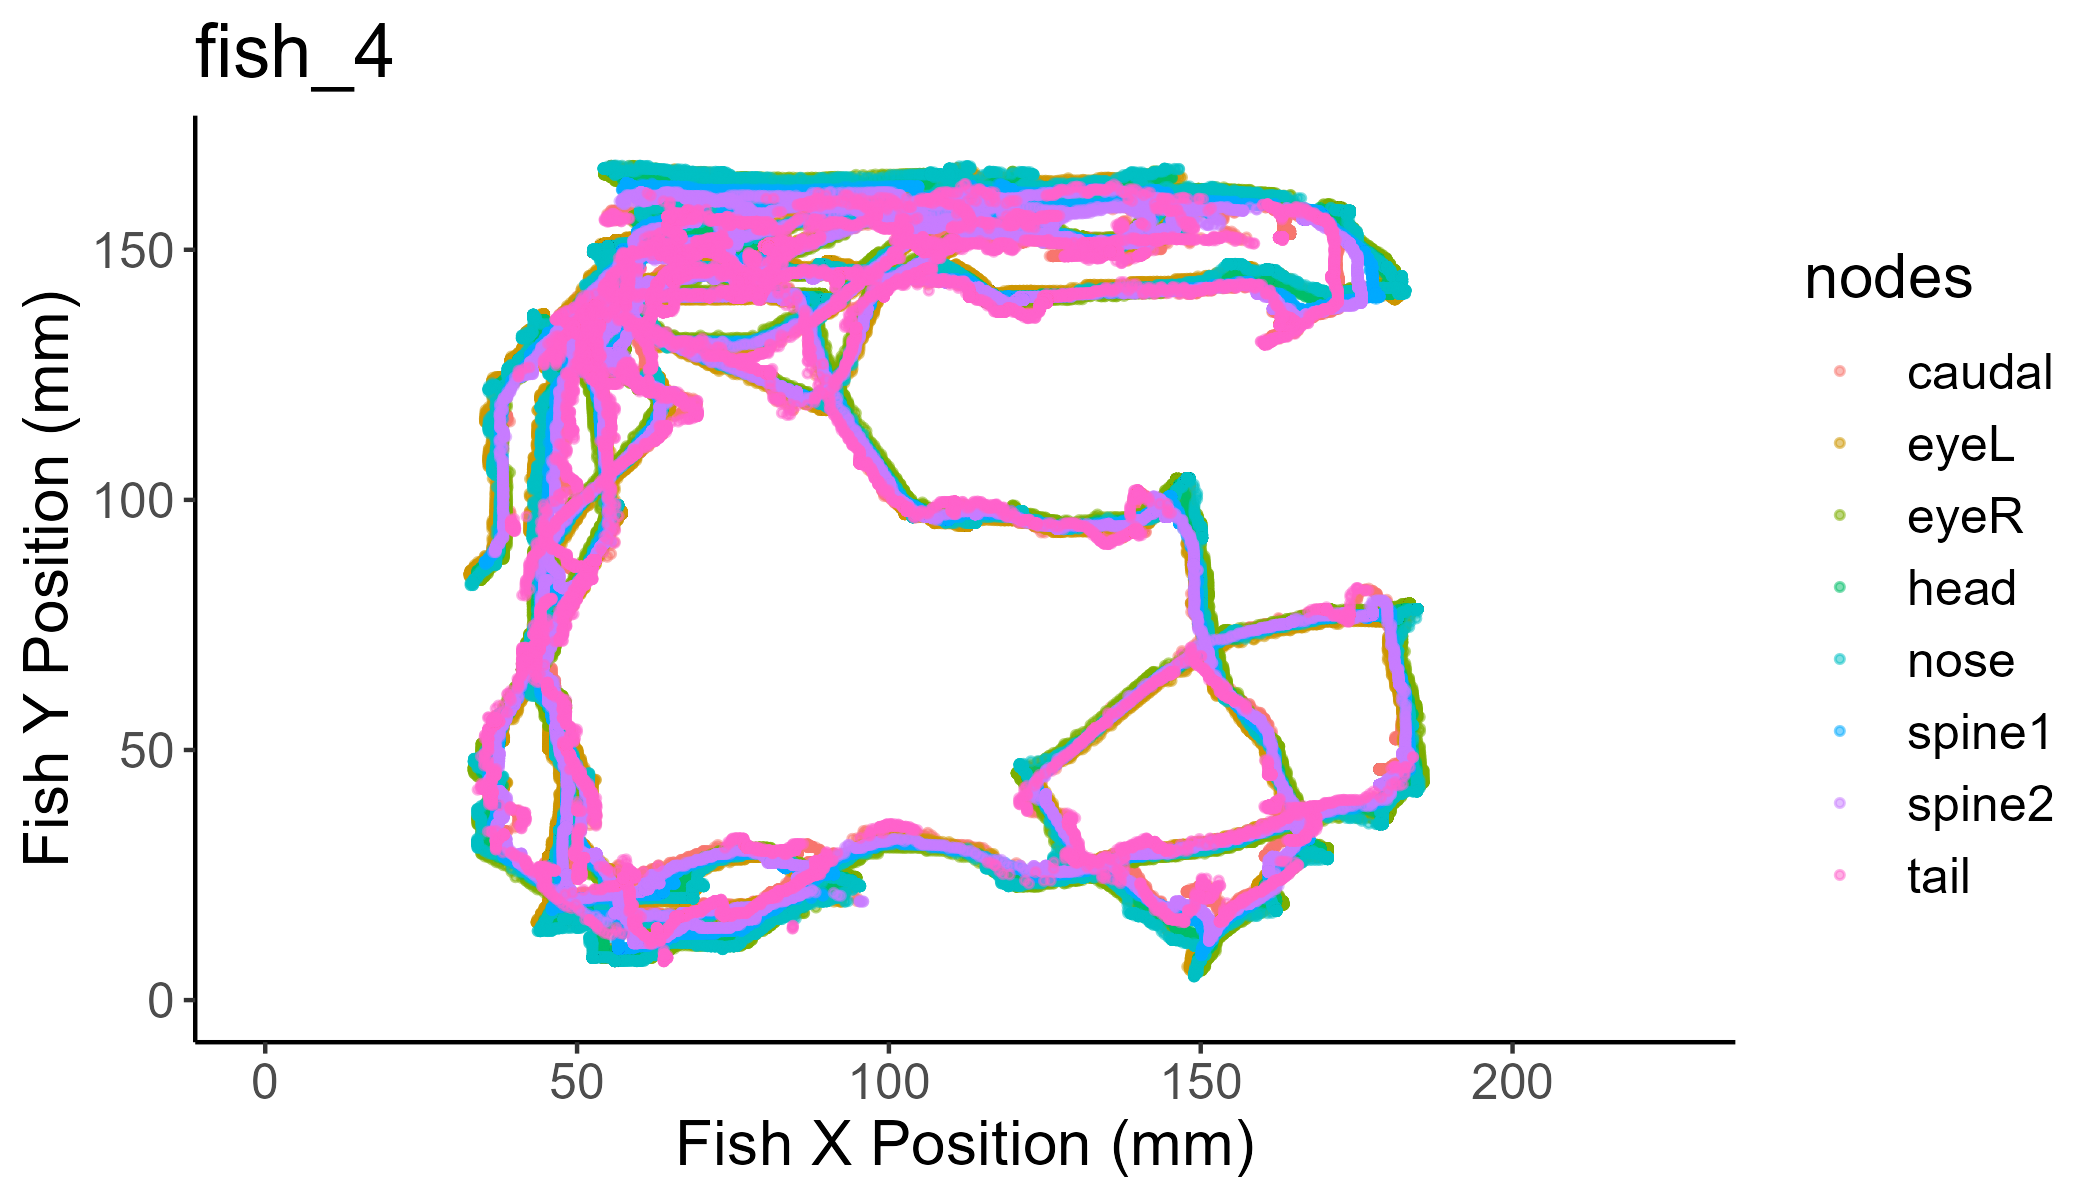 fish_4
Fish Y Position (mm)
150
100
50
0
0 50 100 150 200
Fish X Position (mm)
nodes
caudal
eyeL
eyeR
head
nose
spine1
spine2
tail